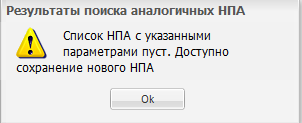 Результаты поиска аналогичных НПА
Список НПА с указанными
параметрами пуст. Доступно
сохранение нового НПА
Ok